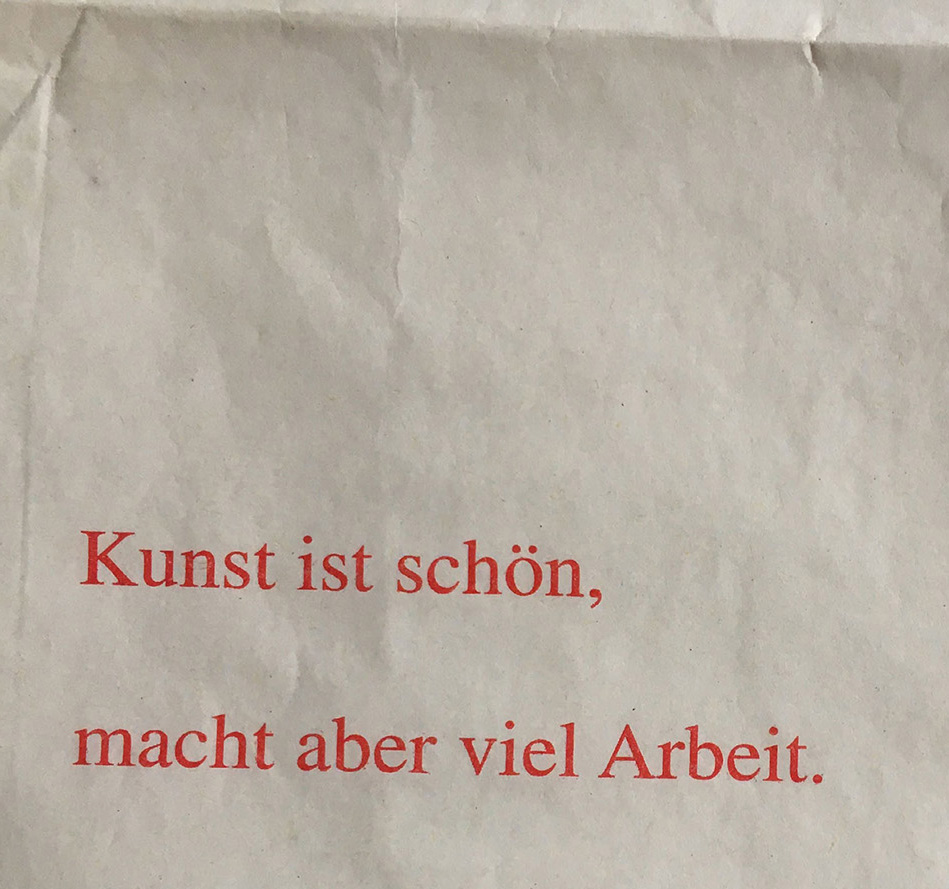 Kunst ist schön,
macht aber viel Arbeit.